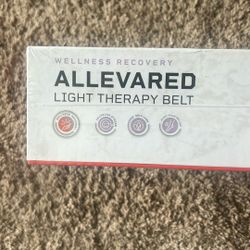 WELLNESS RECOVERY
ALLEVARED
LIGHT THERAPY BELT